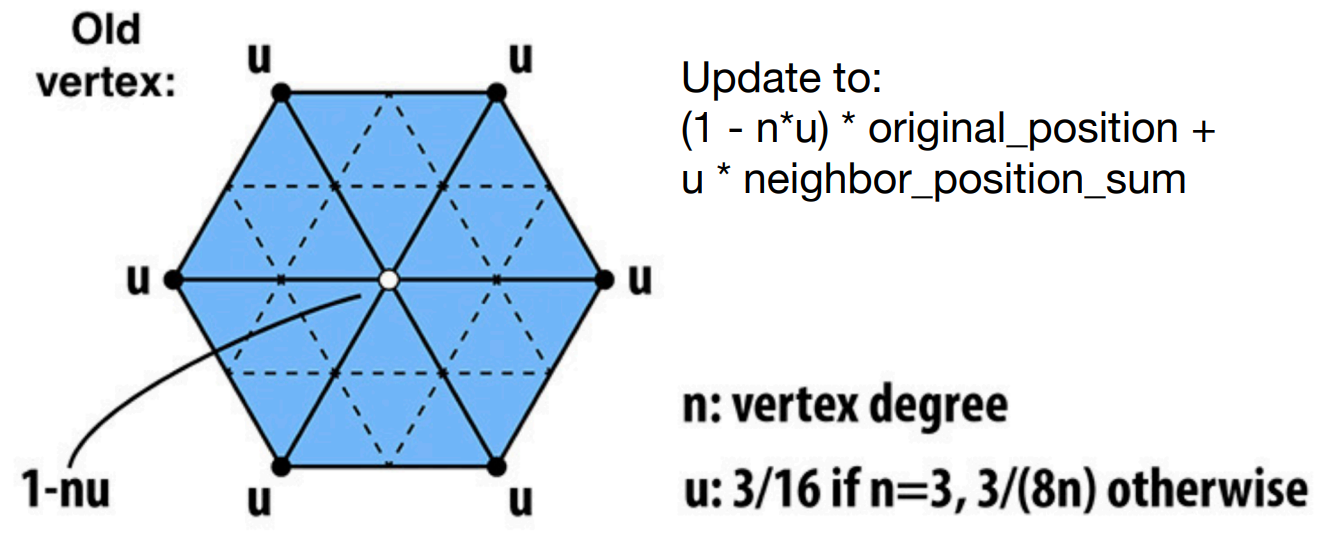 Old
vertex:
u
u
u
u
1-nu
u
u
Update to:
(1 - n*u) * original_position +
u * neighbor_position_sum
n: vertex degree
u: 3/16 if n=3, 3/(8n) otherwise